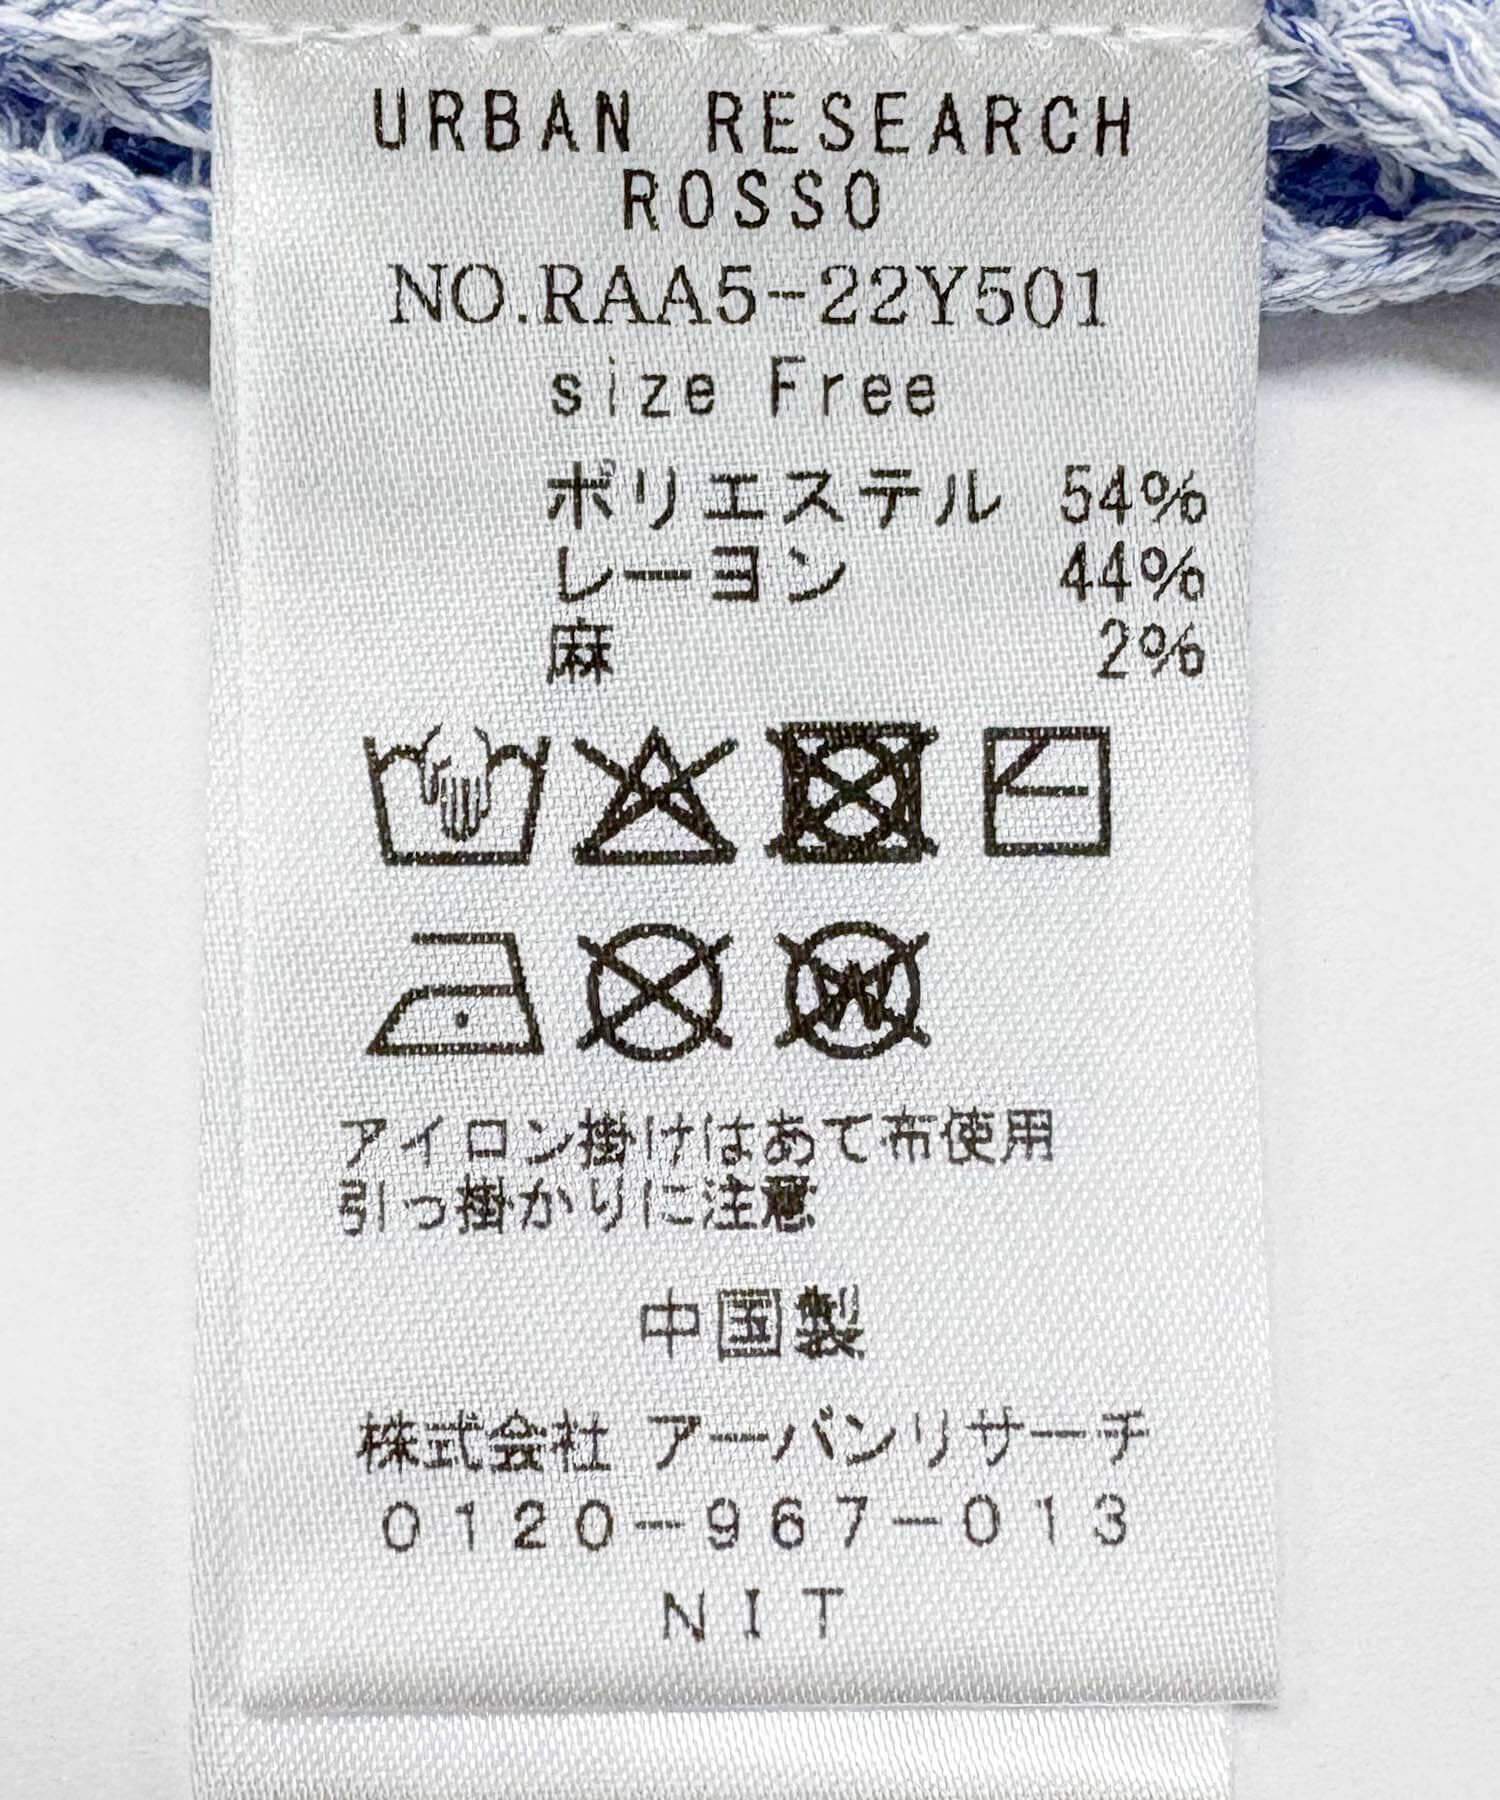 URBAN RESEARCH
ROSSO
NO.RAA5-22Y501
size Free
ポリエステル 54%
レーヨン 44%
麻 2%
アイロン掛けはあて布使用
引っ掛かりに注意
中国製
株式会社 アーバンリサーチ
0120-967-013
NIT